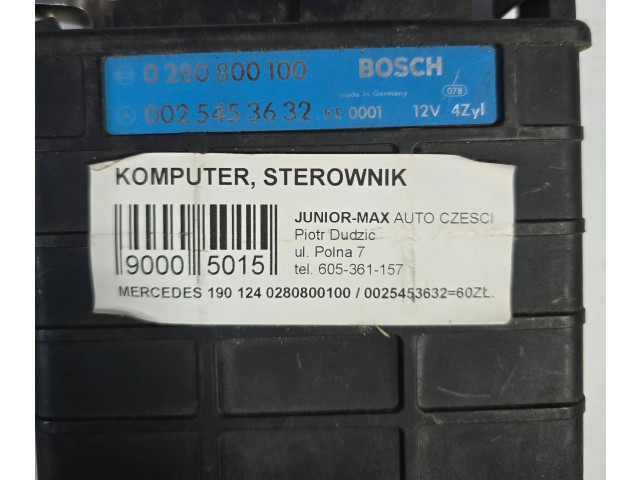 0 280 800 100 BOSCH
made in Germany 078
002 545 36 32 KE 0001 12V 4Zyl
KOMPUTER, STEROWNIK
JUNIOR-MAX AUTO CZESCI
Piotr Dudzic
ul. Polna 7
tel. 605-361-157
9000 5015
MERCEDES 190 124 0280800100 / 0025453632=60ZŁ.